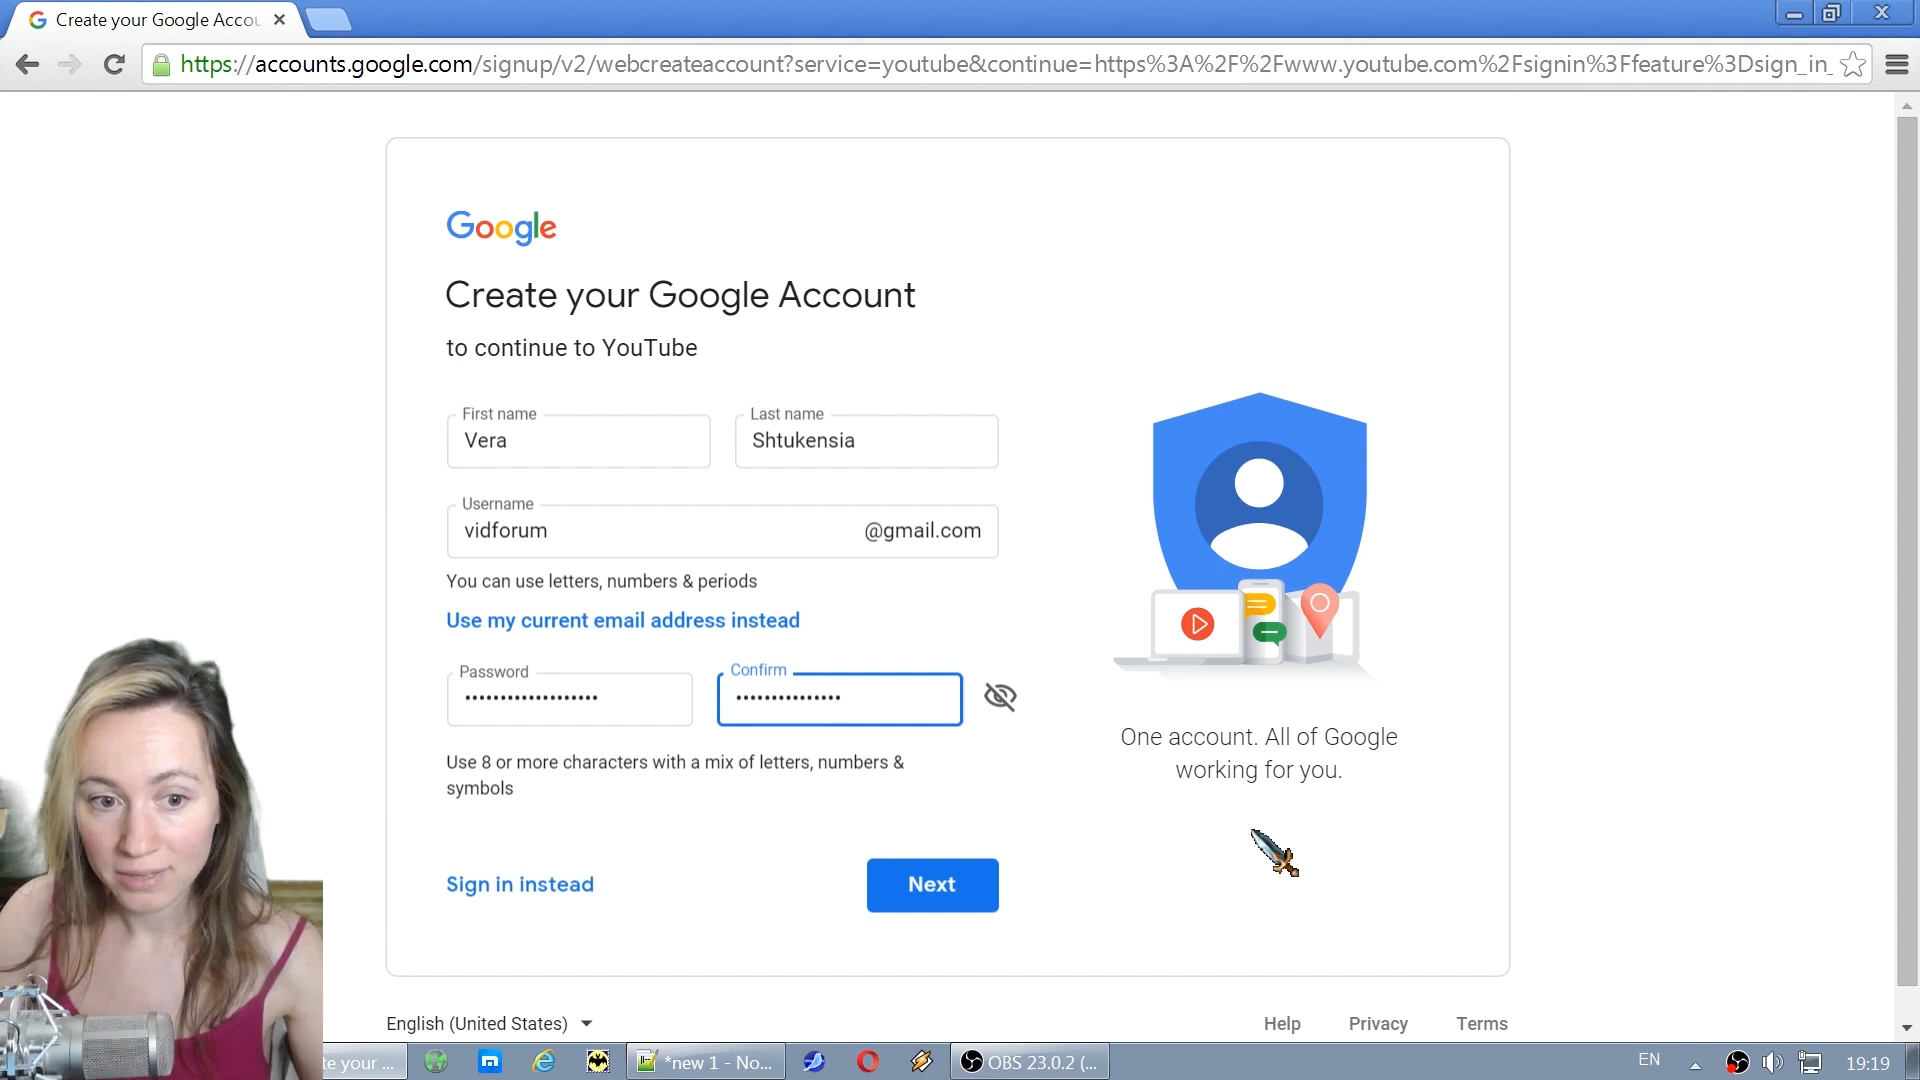 Create your Google Accou
https://accounts.google.com/signup/v2/webcreateaccount?service=youtube&continue=https%3A%2F%2Fwww.youtube.com%2Fsignin%3Ffeature%3Dsign_in_
Google
Create your Google Account
to continue to YouTube
First name
Last name
Vera
Shtukensia
Username
vidforum
@gmail.com
You can use letters, numbers & periods
Use my current email address instead
Password
Confirm
••••••••••••••••••• •••••••••••••••
Use 8 or more characters with a mix of letters, numbers &
symbols
One account. All of Google
working for you.
Sign in instead
Next
English (United States)
Help
Privacy
Terms
te your ...
*new 1 - No...
OBS 23.0.2 (...
EN
19:19